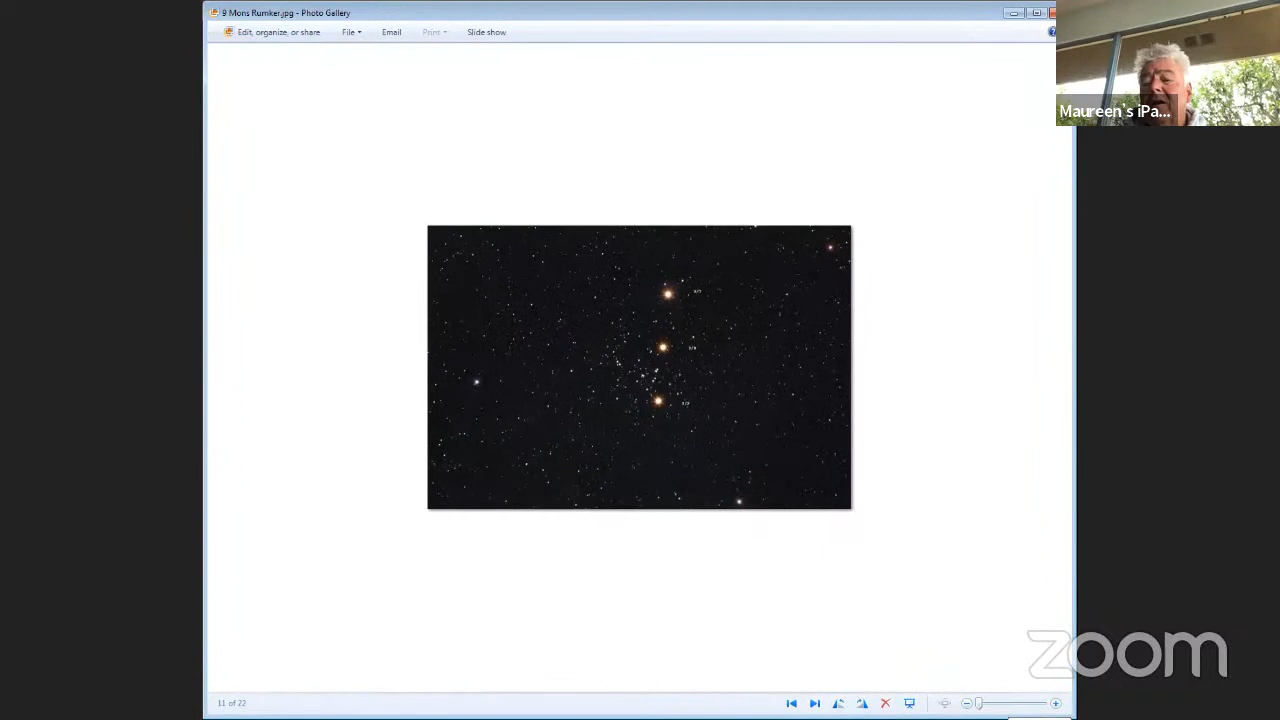 9 Mons Rumker.jpg - Photo Gallery
Edit, organize, or share File Email Print Slide show
Maureen's iPa...
11 of 22
zoom